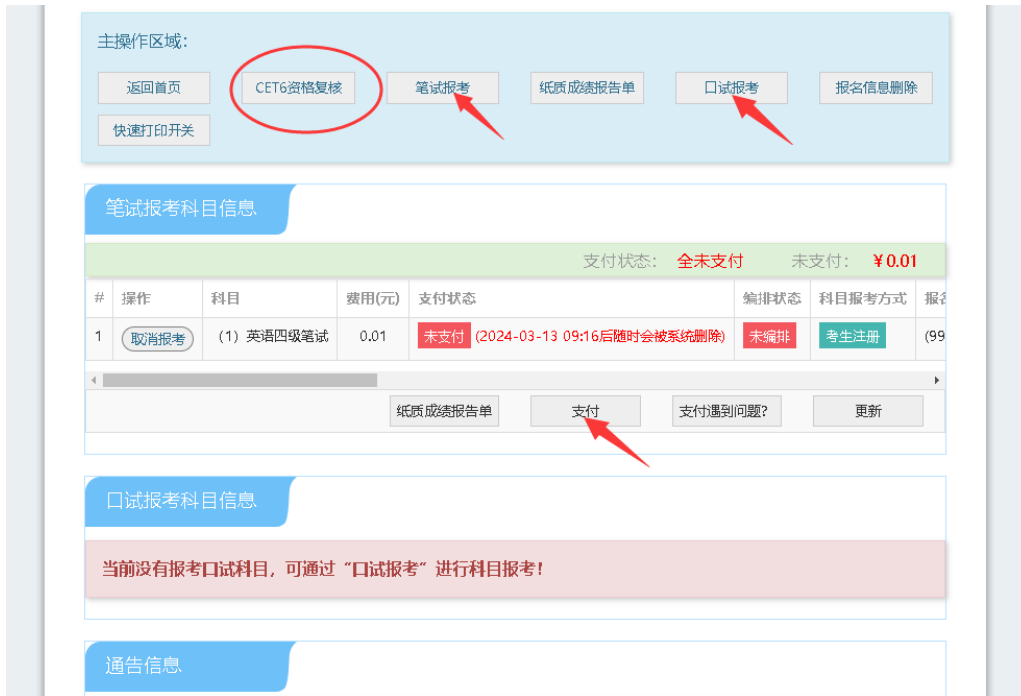 主操作区域：
返回首页 CET6资格复核 笔试报考 纸质成绩报告单 口试报考 报名信息删除
快速打印开关
笔试报考科目信息
支付状态： 全未支付 未支付： ￥0.01
# 操作 科目 费用(元) 支付状态 编排状态 科目报考方式 报名
1 取消报考 （1）英语四级笔试 0.01 未支付 (2024-03-13 09:16后随时会被系统删除) 未编排 考生注册 (99
纸质成绩报告单 支付 支付遇到问题? 更新
口试报考科目信息
当前没有报考口试科目，可通过“口试报考”进行科目报考！
通告信息